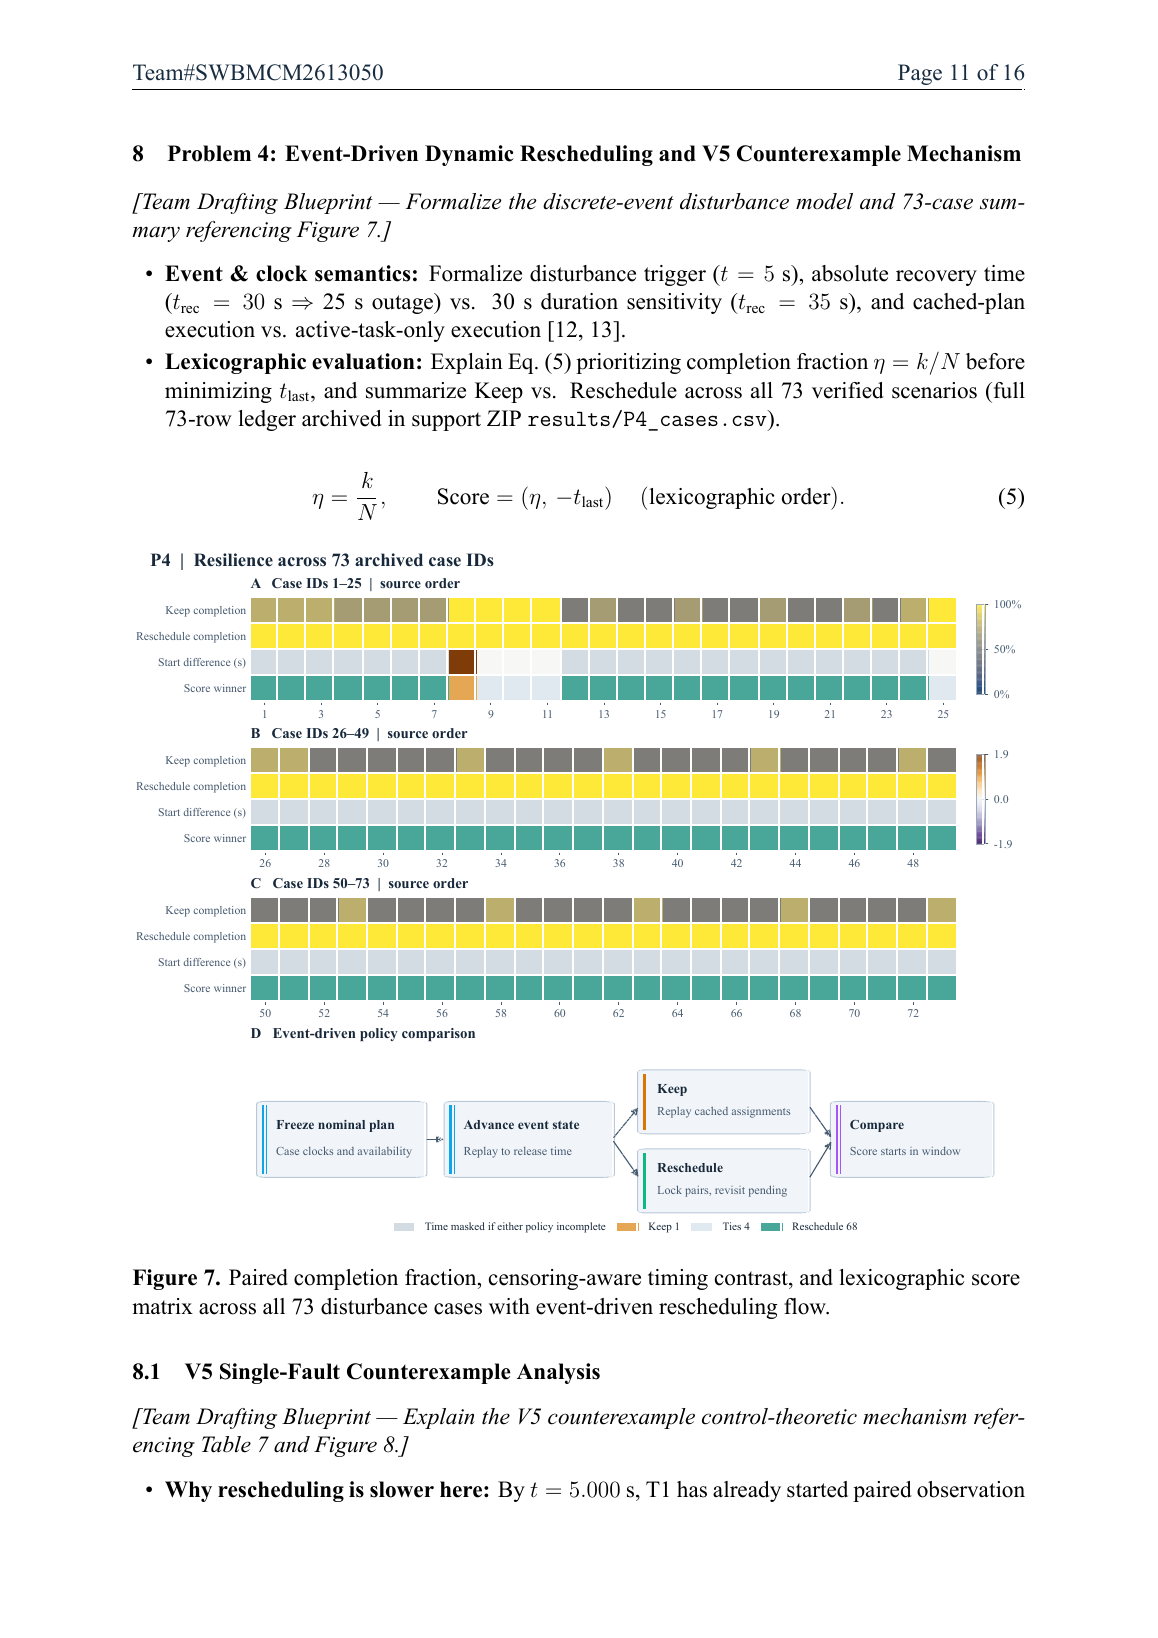 Team#SWBMCM2613050 Page 11 of 16
8 Problem 4: Event-Driven Dynamic Rescheduling and V5 Counterexample Mechanism
[Team Drafting Blueprint — Formalize the discrete-event disturbance model and 73-case sum-
mary referencing Figure 7.]
• Event & clock semantics: Formalize disturbance trigger (t = 5 s), absolute recovery time
(t_rec = 30 s ⇒ 25 s outage) vs. 30 s duration sensitivity (t_rec = 35 s), and cached-plan
execution vs. active-task-only execution [12, 13].
• Lexicographic evaluation: Explain Eq. (5) prioritizing completion fraction η = k/N before
minimizing t_last, and summarize Keep vs. Reschedule across all 73 verified scenarios (full
73-row ledger archived in support ZIP results/P4_cases.csv).
η = k/N, Score = (η, −t_last) (lexicographic order). (5)
P4 | Resilience across 73 archived case IDs
A Case IDs 1–25 | source order
Keep completion
Reschedule completion
Start difference (s)
Score winner
1 3 5 7 9 11 13 15 17 19 21 23 25
100%
50%
0%
B Case IDs 26–49 | source order
Keep completion
Reschedule completion
Start difference (s)
Score winner
26 28 30 32 34 36 38 40 42 44 46 48
1.9
0.0
-1.9
C Case IDs 50–73 | source order
Keep completion
Reschedule completion
Start difference (s)
Score winner
50 52 54 56 58 60 62 64 66 68 70 72
D Event-driven policy comparison
Freeze nominal plan
Case clocks and availability
Advance event state
Replay to release time
Keep
Replay cached assignments
Reschedule
Lock pairs, revisit pending
Compare
Score starts in window
Time masked if either policy incomplete Keep 1 Ties 4 Reschedule 68
Figure 7. Paired completion fraction, censoring-aware timing contrast, and lexicographic score
matrix across all 73 disturbance cases with event-driven rescheduling flow.
8.1 V5 Single-Fault Counterexample Analysis
[Team Drafting Blueprint — Explain the V5 counterexample control-theoretic mechanism refer-
encing Table 7 and Figure 8.]
• Why rescheduling is slower here: By t = 5.000 s, T1 has already started paired observation